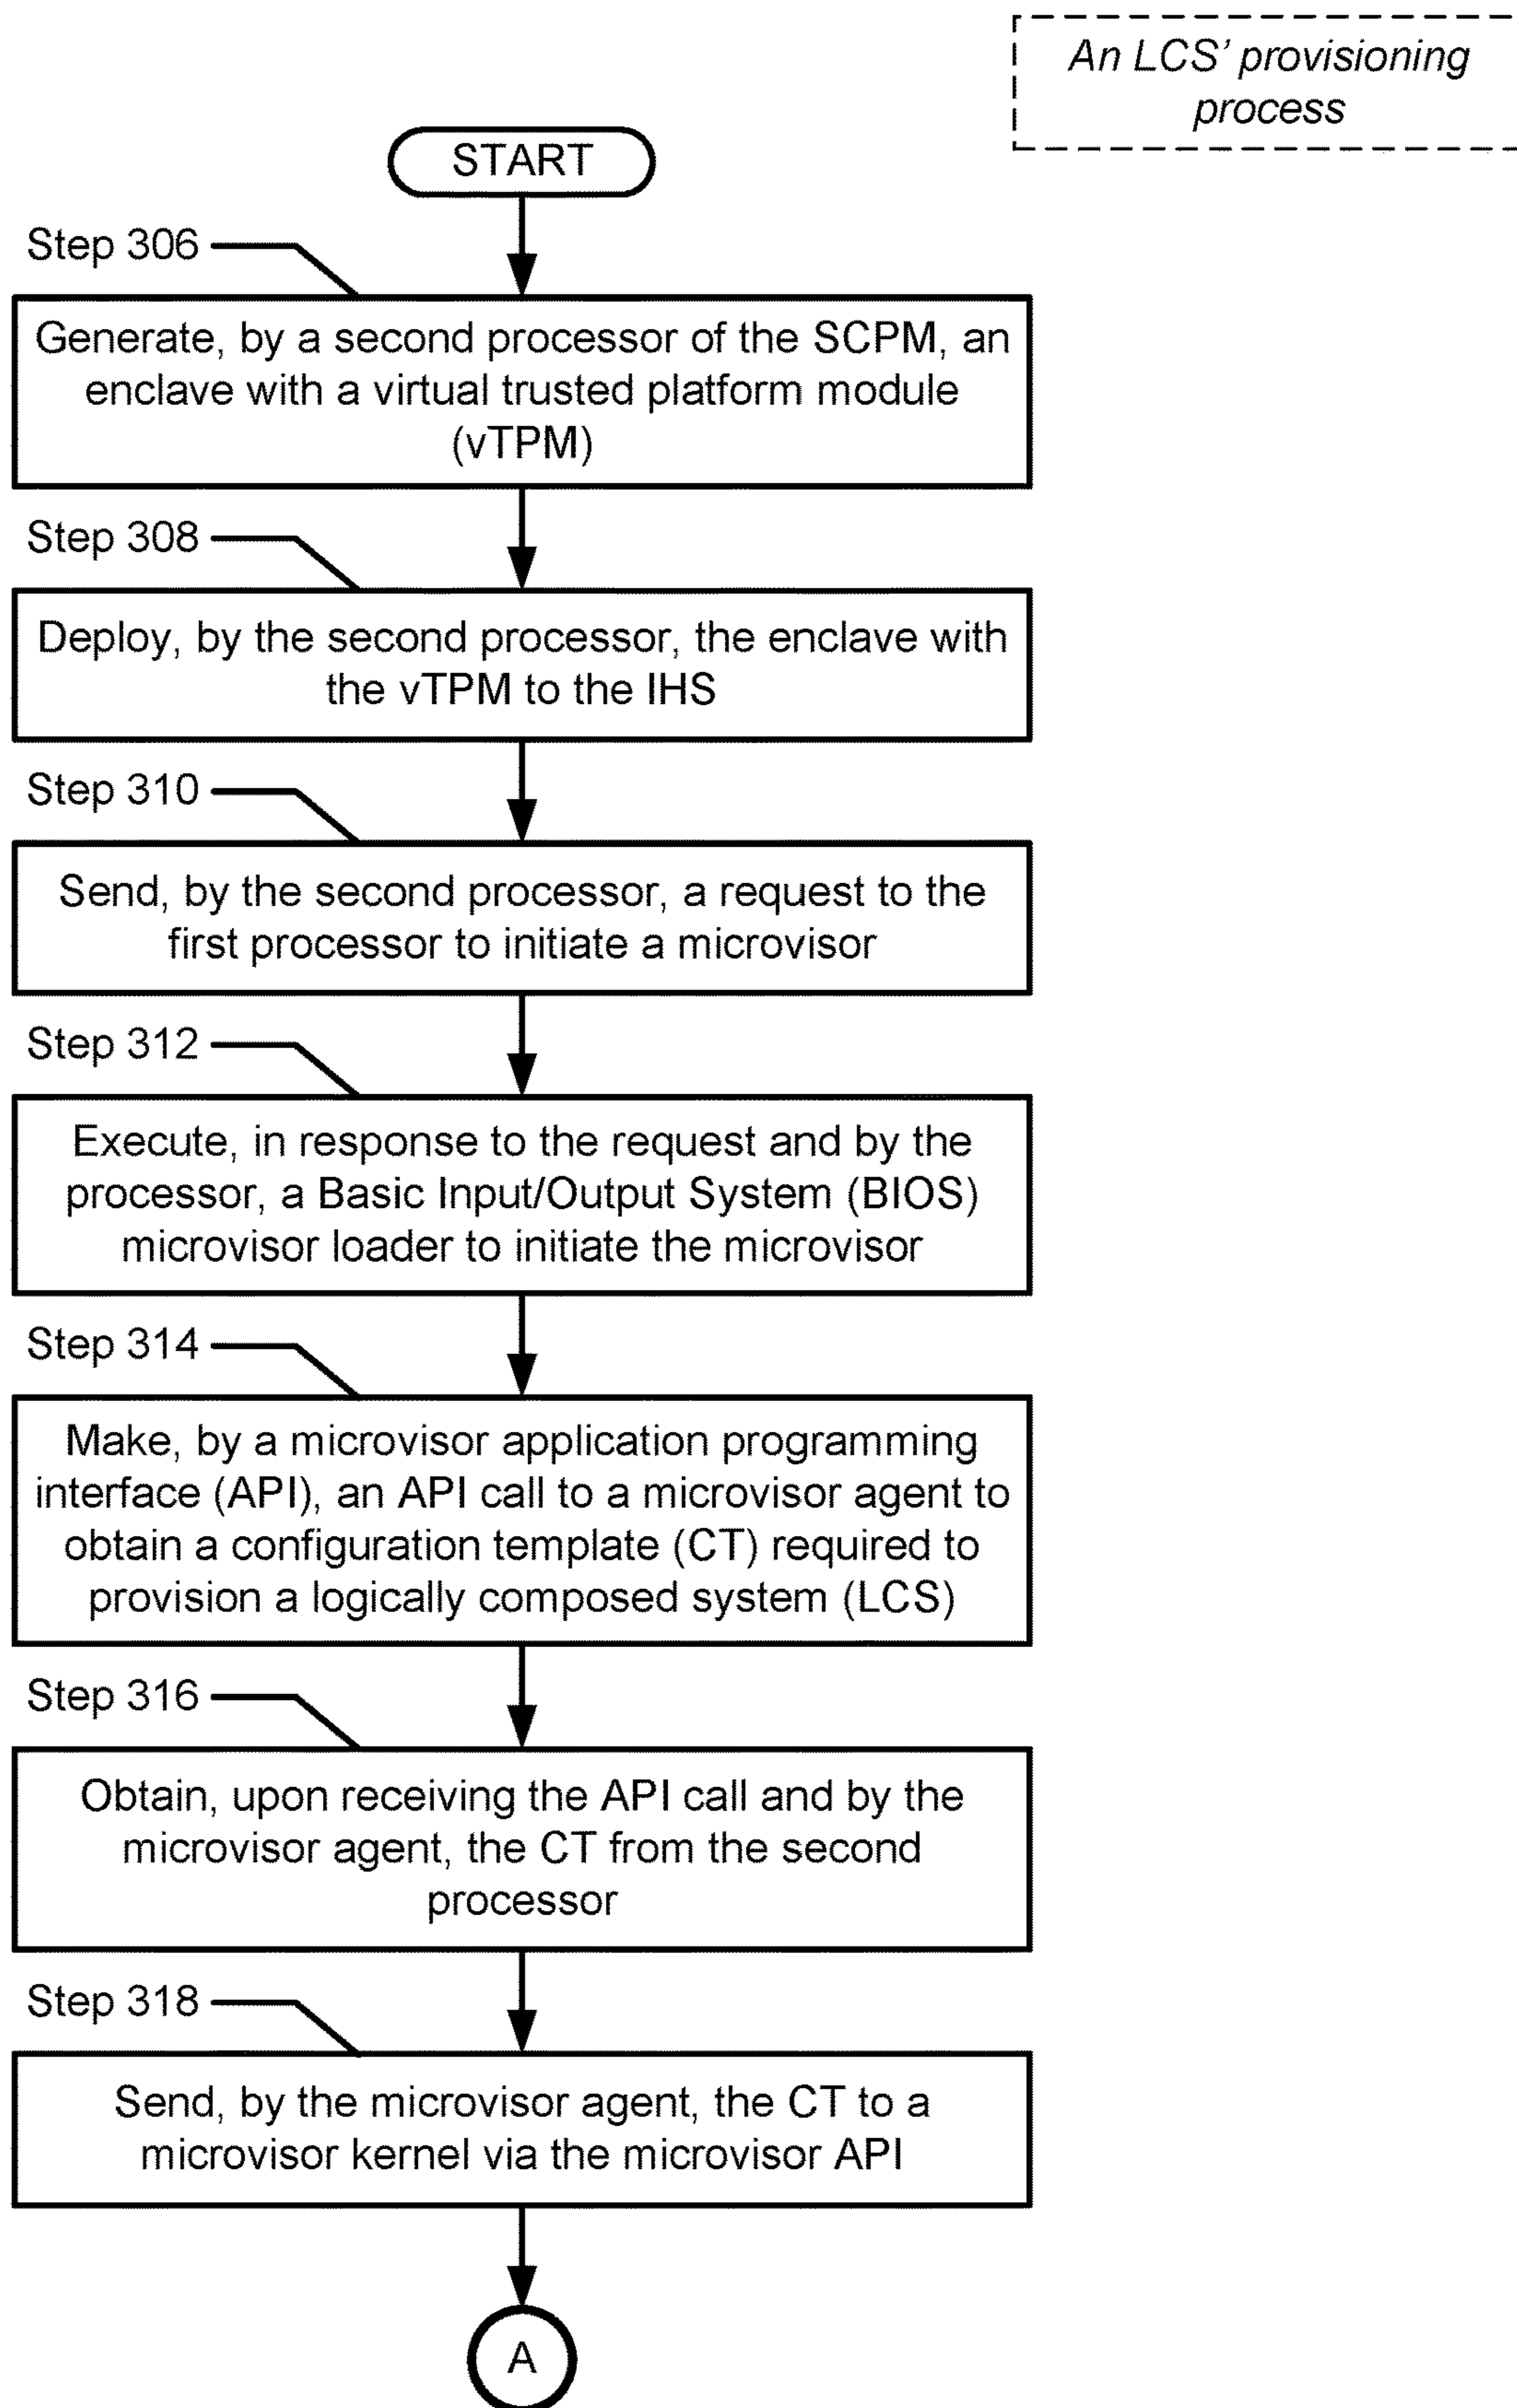 An LCS’ provisioning
process
START
Step 306
Generate, by a second processor of the SCPM, an
enclave with a virtual trusted platform module
(vTPM)
Step 308
Deploy, by the second processor, the enclave with
the vTPM to the IHS
Step 310
Send, by the second processor, a request to the
first processor to initiate a microvisor
Step 312
Execute, in response to the request and by the
processor, a Basic Input/Output System (BIOS)
microvisor loader to initiate the microvisor
Step 314
Make, by a microvisor application programming
interface (API), an API call to a microvisor agent to
obtain a configuration template (CT) required to
provision a logically composed system (LCS)
Step 316
Obtain, upon receiving the API call and by the
microvisor agent, the CT from the second
processor
Step 318
Send, by the microvisor agent, the CT to a
microvisor kernel via the microvisor API
A